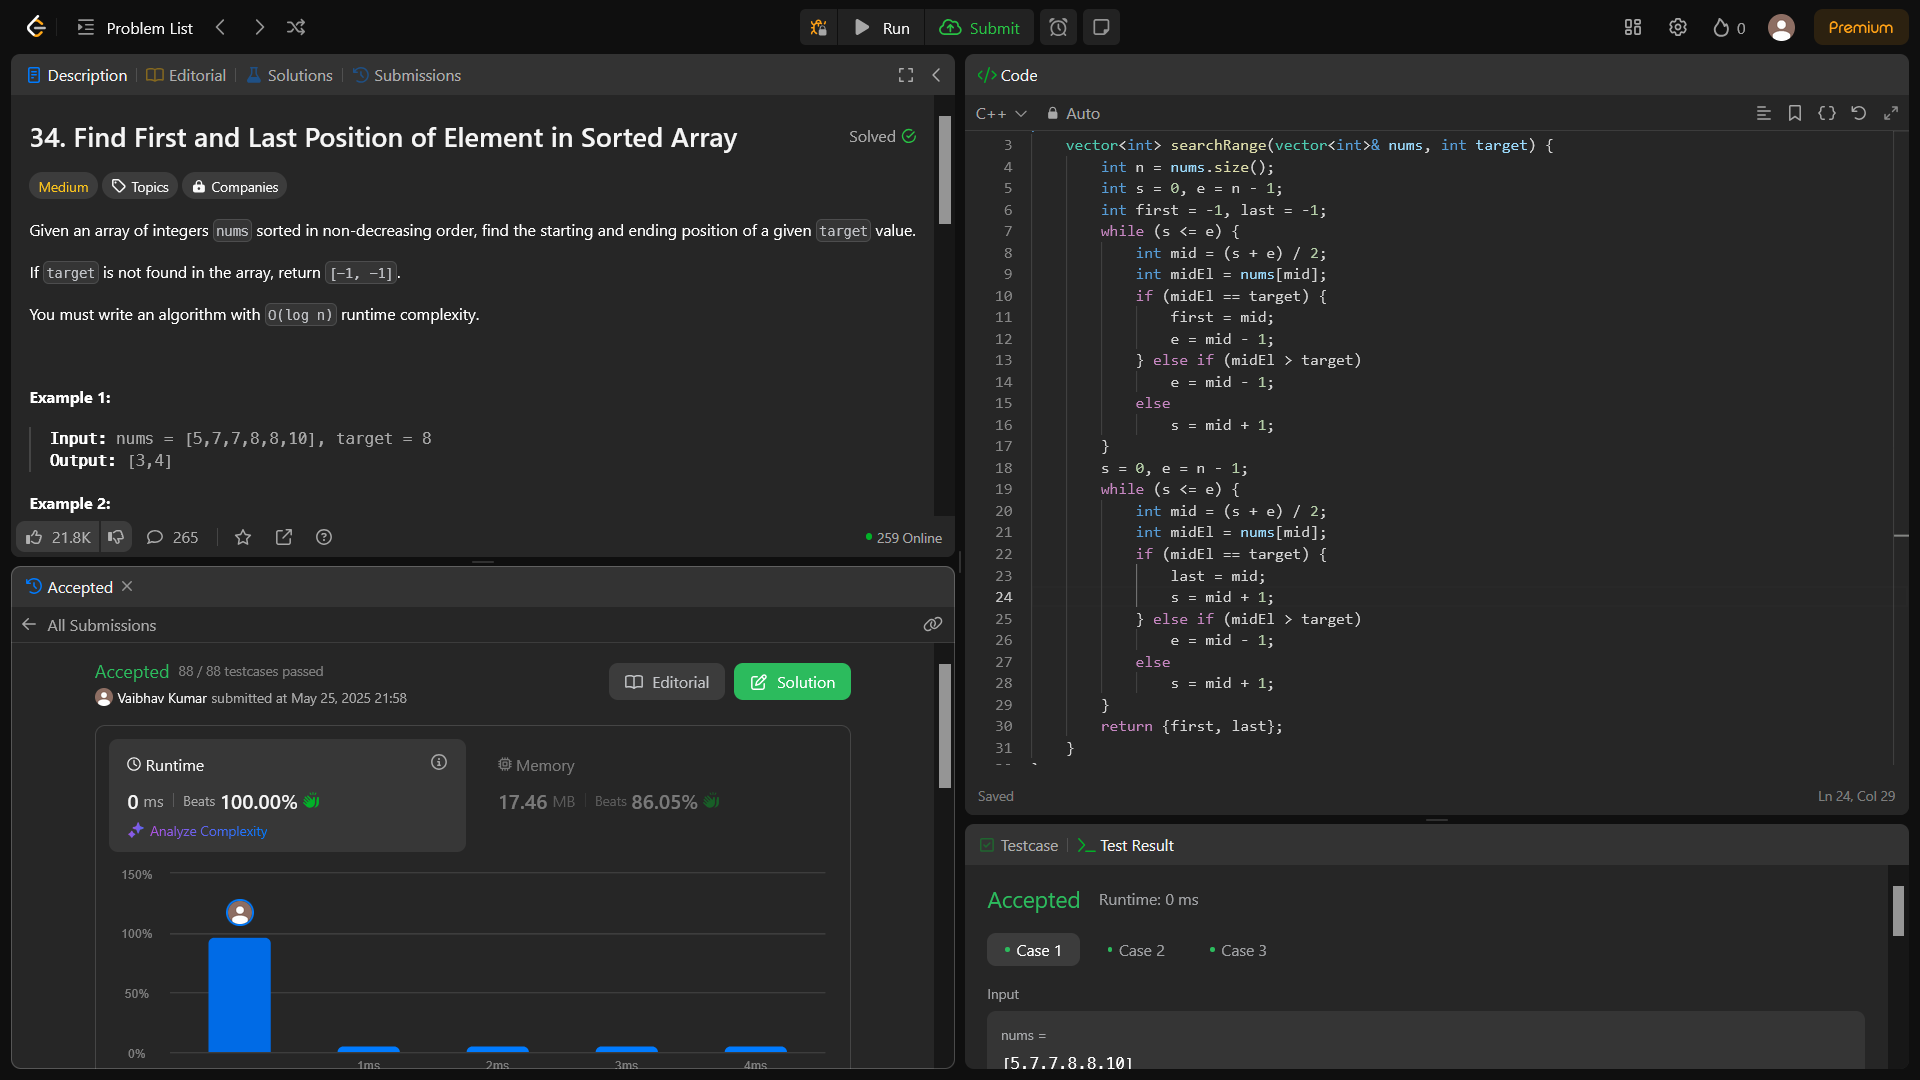 Problem List
Run
Submit
0
Premium
Description
Editorial
Solutions
Submissions
34. Find First and Last Position of Element in Sorted Array
Solved
Medium
Topics
Companies
Given an array of integers nums sorted in non-decreasing order, find the starting and ending position of a given target value.
If target is not found in the array, return [-1, -1].
You must write an algorithm with O(log n) runtime complexity.
Example 1:
Input: nums = [5,7,7,8,8,10], target = 8
Output: [3,4]
Example 2:
21.8K
265
259 Online
Accepted
All Submissions
Accepted 88 / 88 testcases passed
Vaibhav Kumar submitted at May 25, 2025 21:58
Editorial
Solution
Runtime
0 ms Beats 100.00%
Analyze Complexity
Memory
17.46 MB Beats 86.05%
150%
100%
50%
0%
1ms
2ms
3ms
4ms
</> Code
C++
Auto
3 vector<int> searchRange(vector<int>& nums, int target) {
4 int n = nums.size();
5 int s = 0, e = n - 1;
6 int first = -1, last = -1;
7 while (s <= e) {
8 int mid = (s + e) / 2;
9 int midEl = nums[mid];
10 if (midEl == target) {
11 first = mid;
12 e = mid - 1;
13 } else if (midEl > target)
14 e = mid - 1;
15 else
16 s = mid + 1;
17 }
18 s = 0, e = n - 1;
19 while (s <= e) {
20 int mid = (s + e) / 2;
21 int midEl = nums[mid];
22 if (midEl == target) {
23 last = mid;
24 s = mid + 1;
25 } else if (midEl > target)
26 e = mid - 1;
27 else
28 s = mid + 1;
29 }
30 return {first, last};
31 }
Saved
Ln 24, Col 29
Testcase
Test Result
Accepted
Runtime: 0 ms
Case 1
Case 2
Case 3
Input
nums =
[5,7,7,8,8,10]